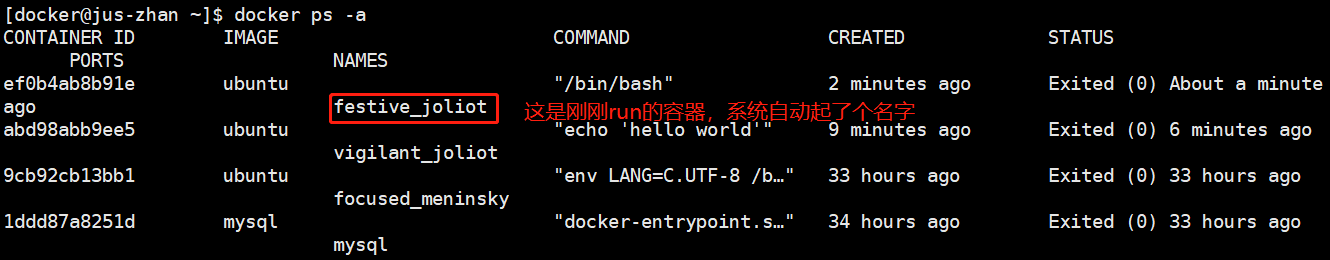 [docker@jus-zhan ~]$ docker ps -a
CONTAINER ID IMAGE COMMAND CREATED STATUS
PORTS NAMES
ef0b4ab8b91e ubuntu "/bin/bash" 2 minutes ago Exited (0) About a minute
ago festive_joliot 这是刚刚run的容器，系统自动起了个名字
abd98abb9ee5 ubuntu "echo 'hello world'" 9 minutes ago Exited (0) 6 minutes ago
vigilant_joliot
9cb92cb13bb1 ubuntu "env LANG=C.UTF-8 /b…" 33 hours ago Exited (0) 33 hours ago
focused_meninsky
1ddd87a8251d mysql "docker-entrypoint.s…" 34 hours ago Exited (0) 33 hours ago
mysql